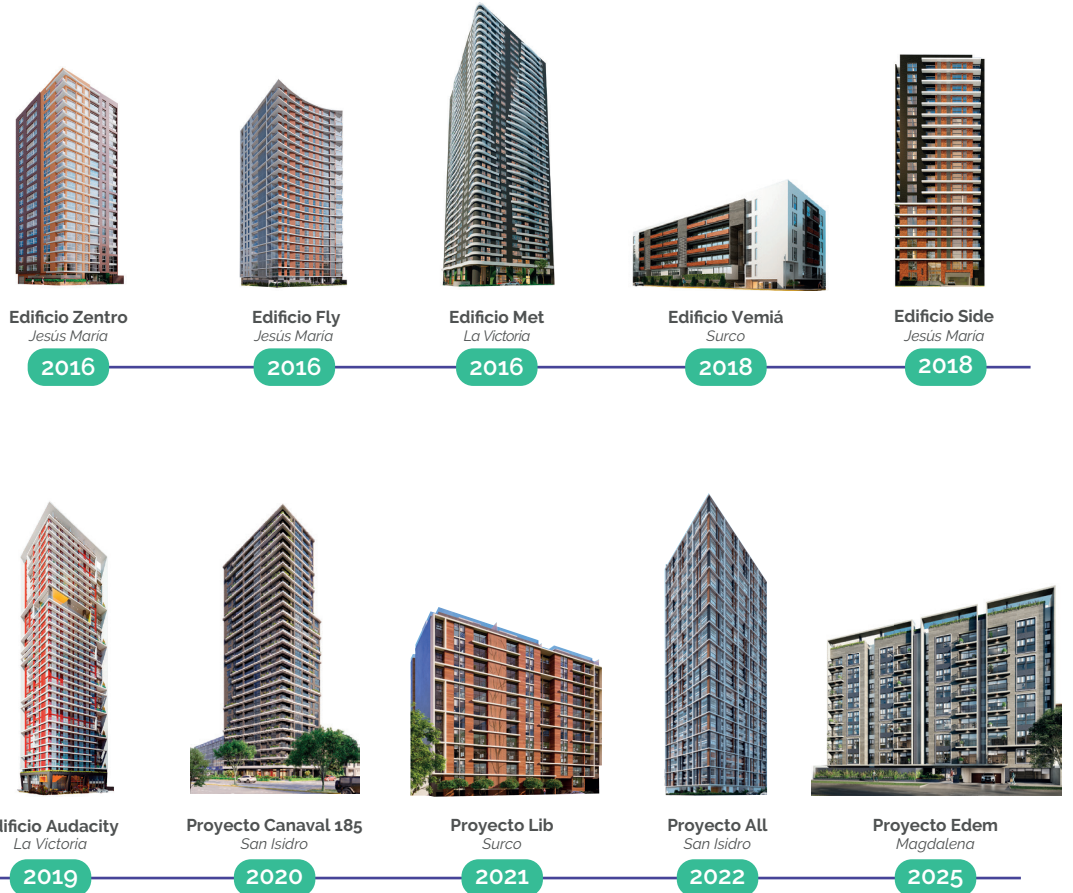 Edificio Zentro
Jesús María
2016
Edificio Fly
Jesús María
2016
Edificio Met
La Victoria
2016
Edificio Vemiá
Surco
2018
Edificio Side
Jesús María
2018
dificio Audacity
La Victoria
2019
Proyecto Canaval 185
San Isidro
2020
Proyecto Lib
Surco
2021
Proyecto All
San Isidro
2022
Proyecto Edem
Magdalena
2025